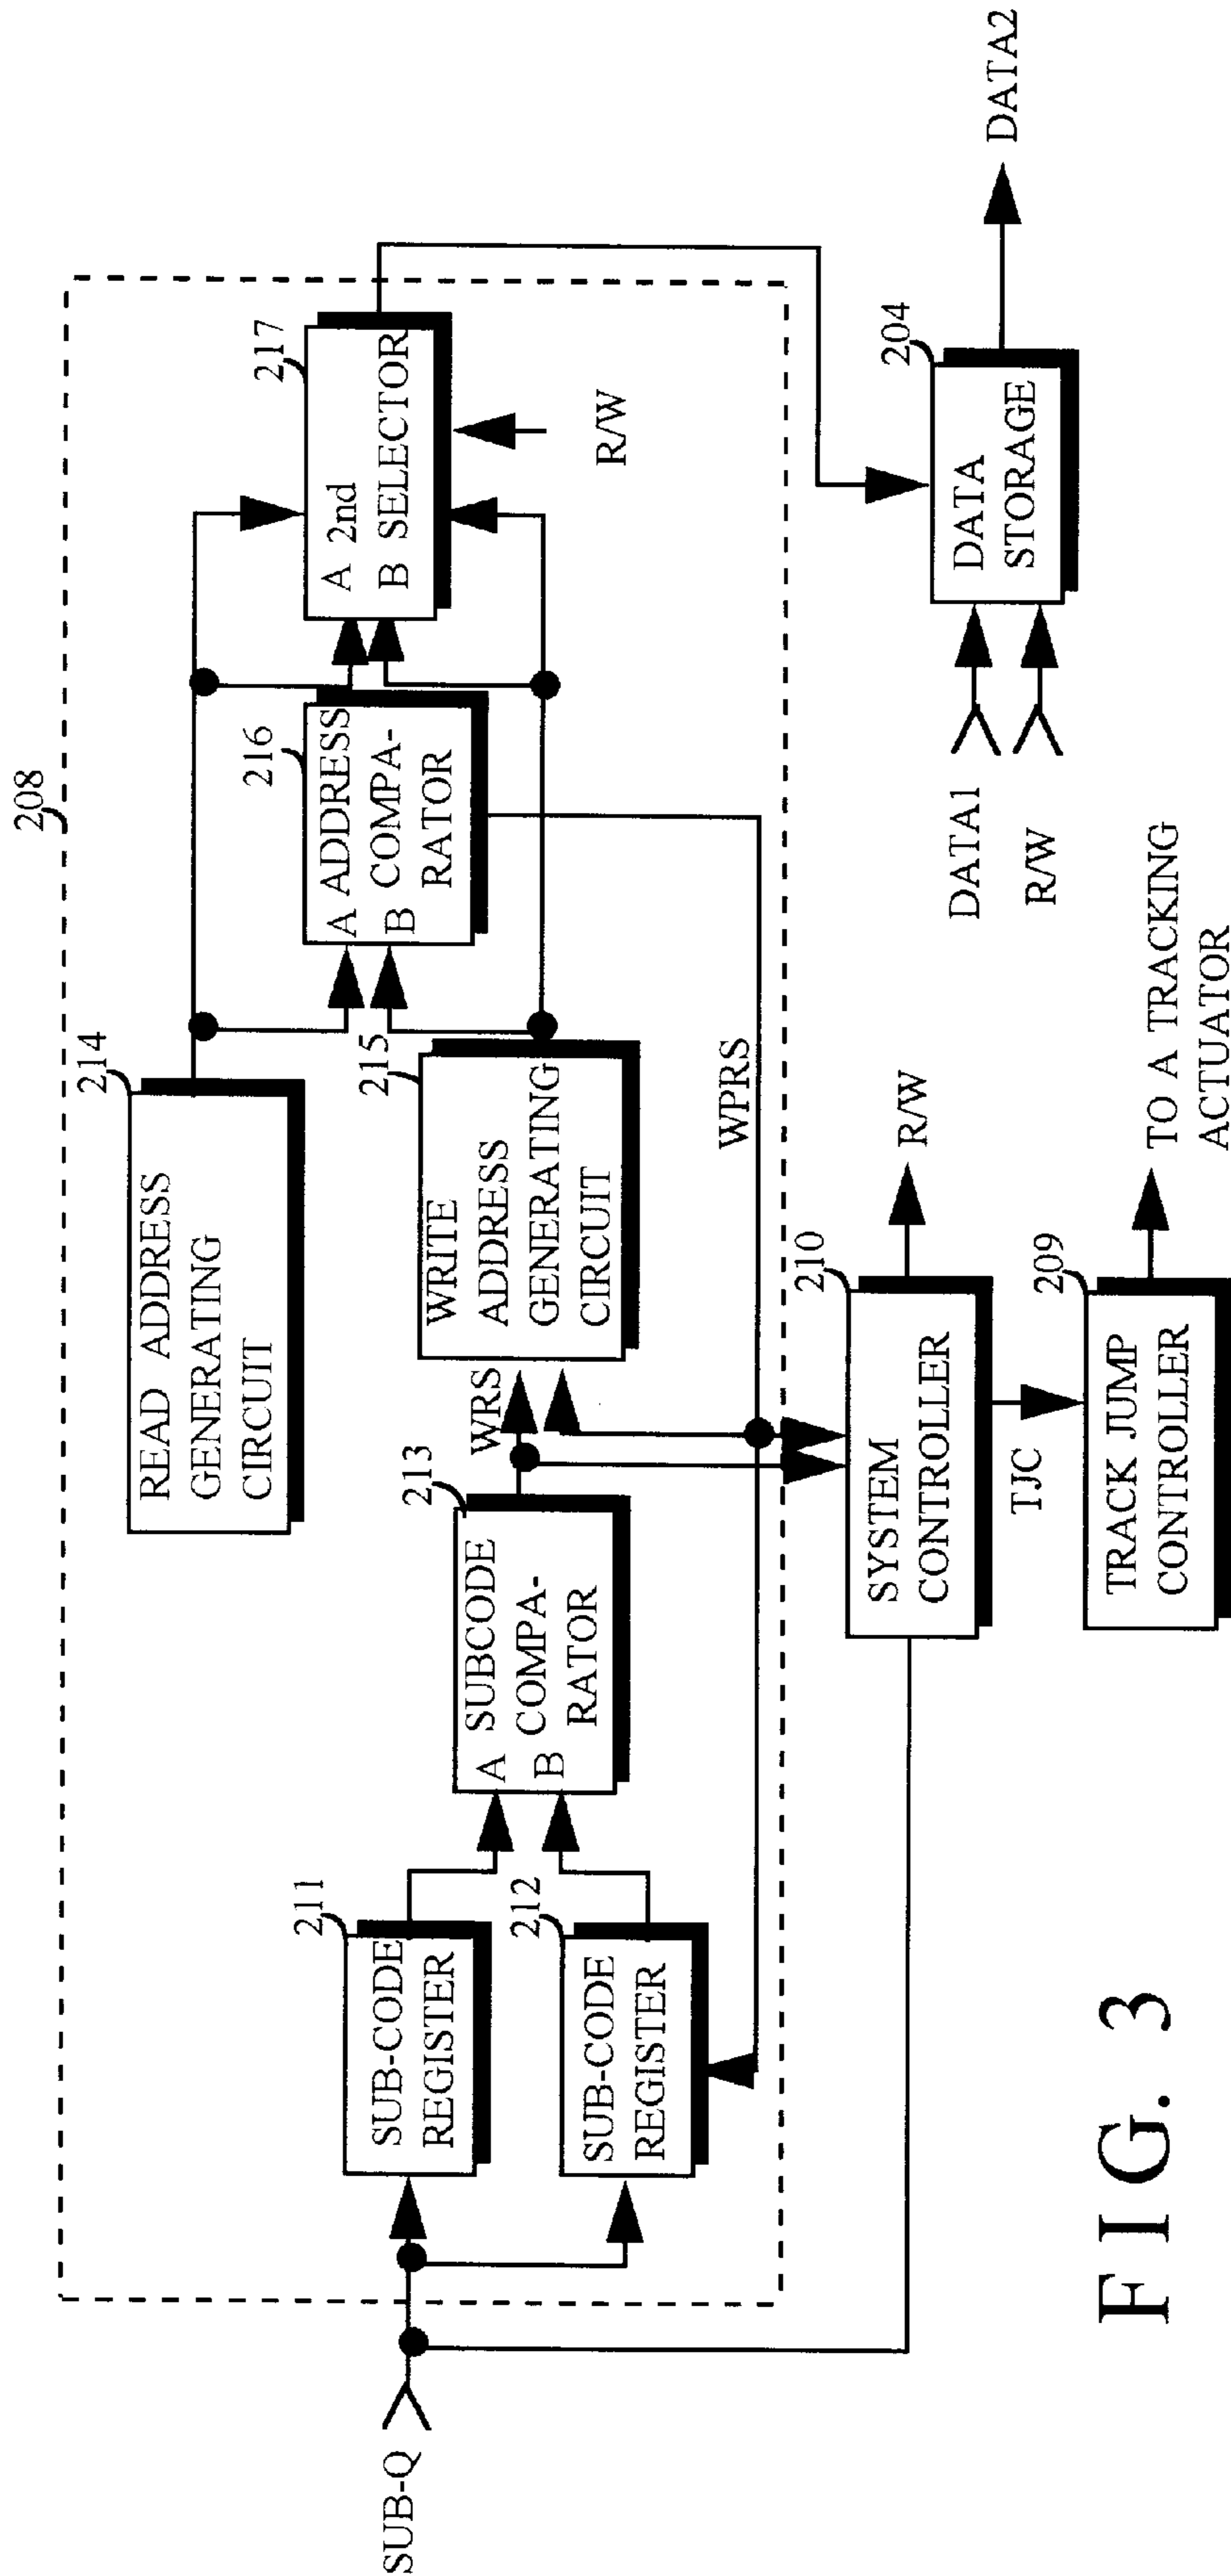 208
214
READ ADDRESS
GENERATING
CIRCUIT
217
A 2nd
B SELECTOR
R/W
216
A ADDRESS
COMPA-
B
RATOR
215
WRITE
ADDRESS
GENERATING
CIRCUIT
WRS
213
SUBCODE
A
COMPA-
B
RATOR
211
SUB-CODE
REGISTER
212
SUB-CODE
REGISTER
SUB-Q
WPRS
204
DATA
STORAGE
DATA2
DATA1
R/W
210
SYSTEM
CONTROLLER
R/W
TJC
209
TRACK JUMP
CONTROLLER
TO A TRACKING
ACTUATOR
FIG. 3